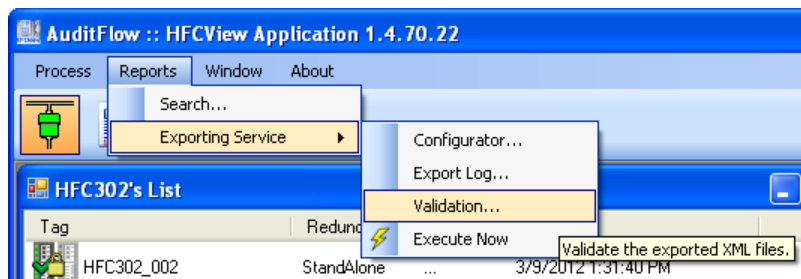 AuditFlow :: HFCView Application 1.4.70.22
Process Reports Window About
Search...
Exporting Service
Configurator...
Export Log...
Validation...
Execute Now
Validate the exported XML files.
HFC302's List
Tag Redund
HFC302_002 StandAlone ... 3/9/2012 1:31:40 PM